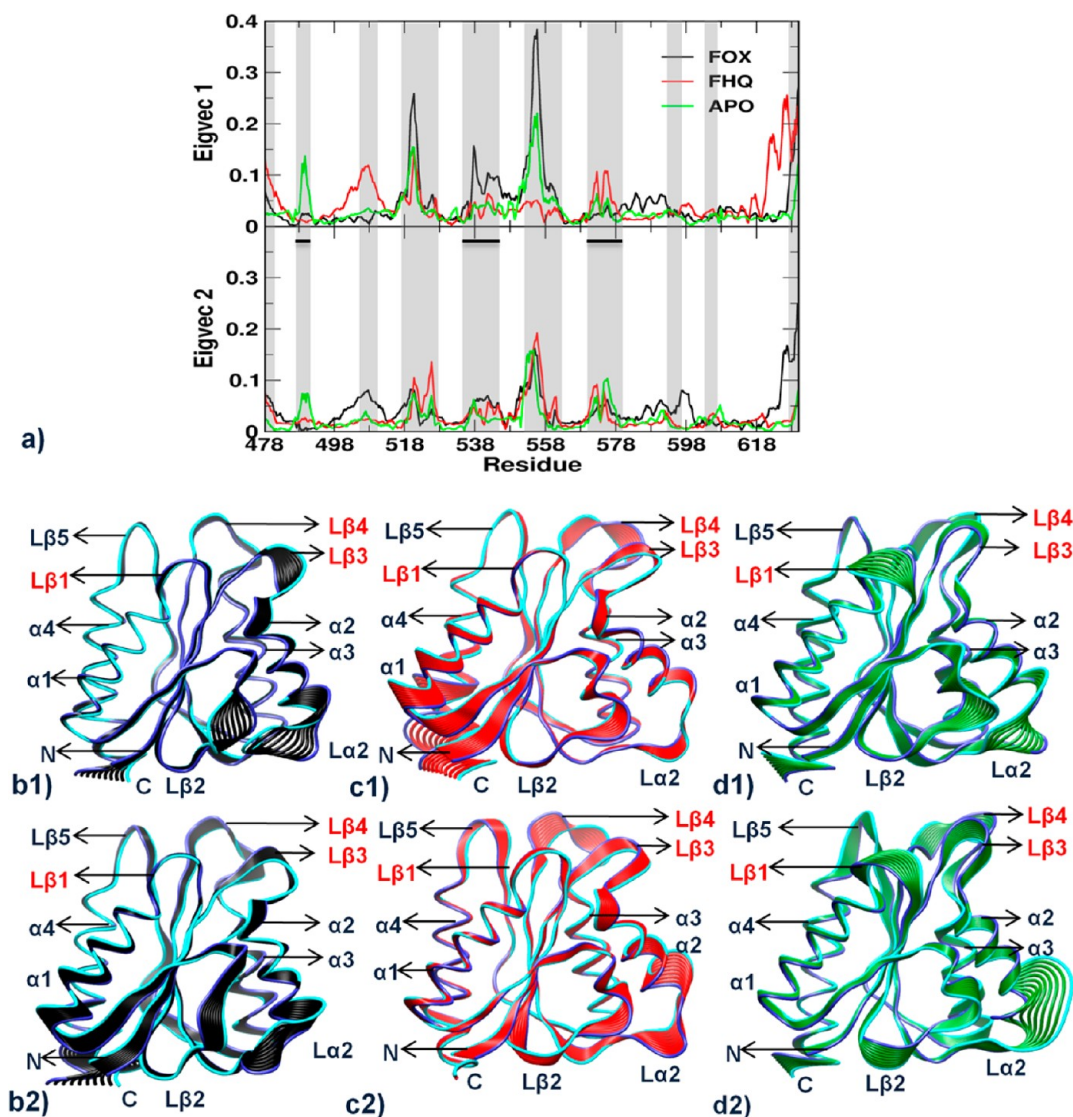 0.4
FOX
FHQ
APO
0.3
0.2
0.1
0
Eigvec 1
0.3
0.2
0.1
0
Eigvec 2
478 498 518 538 558 578 598 618
Residue
a)
Lβ5 Lβ4 Lβ5 Lβ4 Lβ5 Lβ4
Lβ1 Lβ3 Lβ1 Lβ3 Lβ1 Lβ3
α4 α2 α4 α2 α4 α2
α1 α3 α1 α3 α1 α3
N N N
b1) C Lβ2 Lα2 c1) C Lβ2 Lα2 d1) C Lβ2 Lα2
Lβ5 Lβ4 Lβ5 Lβ4 Lβ5 Lβ4
Lβ1 Lβ3 Lβ1 Lβ3 Lβ1 Lβ3
α4 α2 α4 α3 α4 α2
α1 α3 α1 α2 α1 α3
N Lα2 N N
b2) C Lβ2 c2) C Lβ2 Lα2 d2) C Lβ2 Lα2